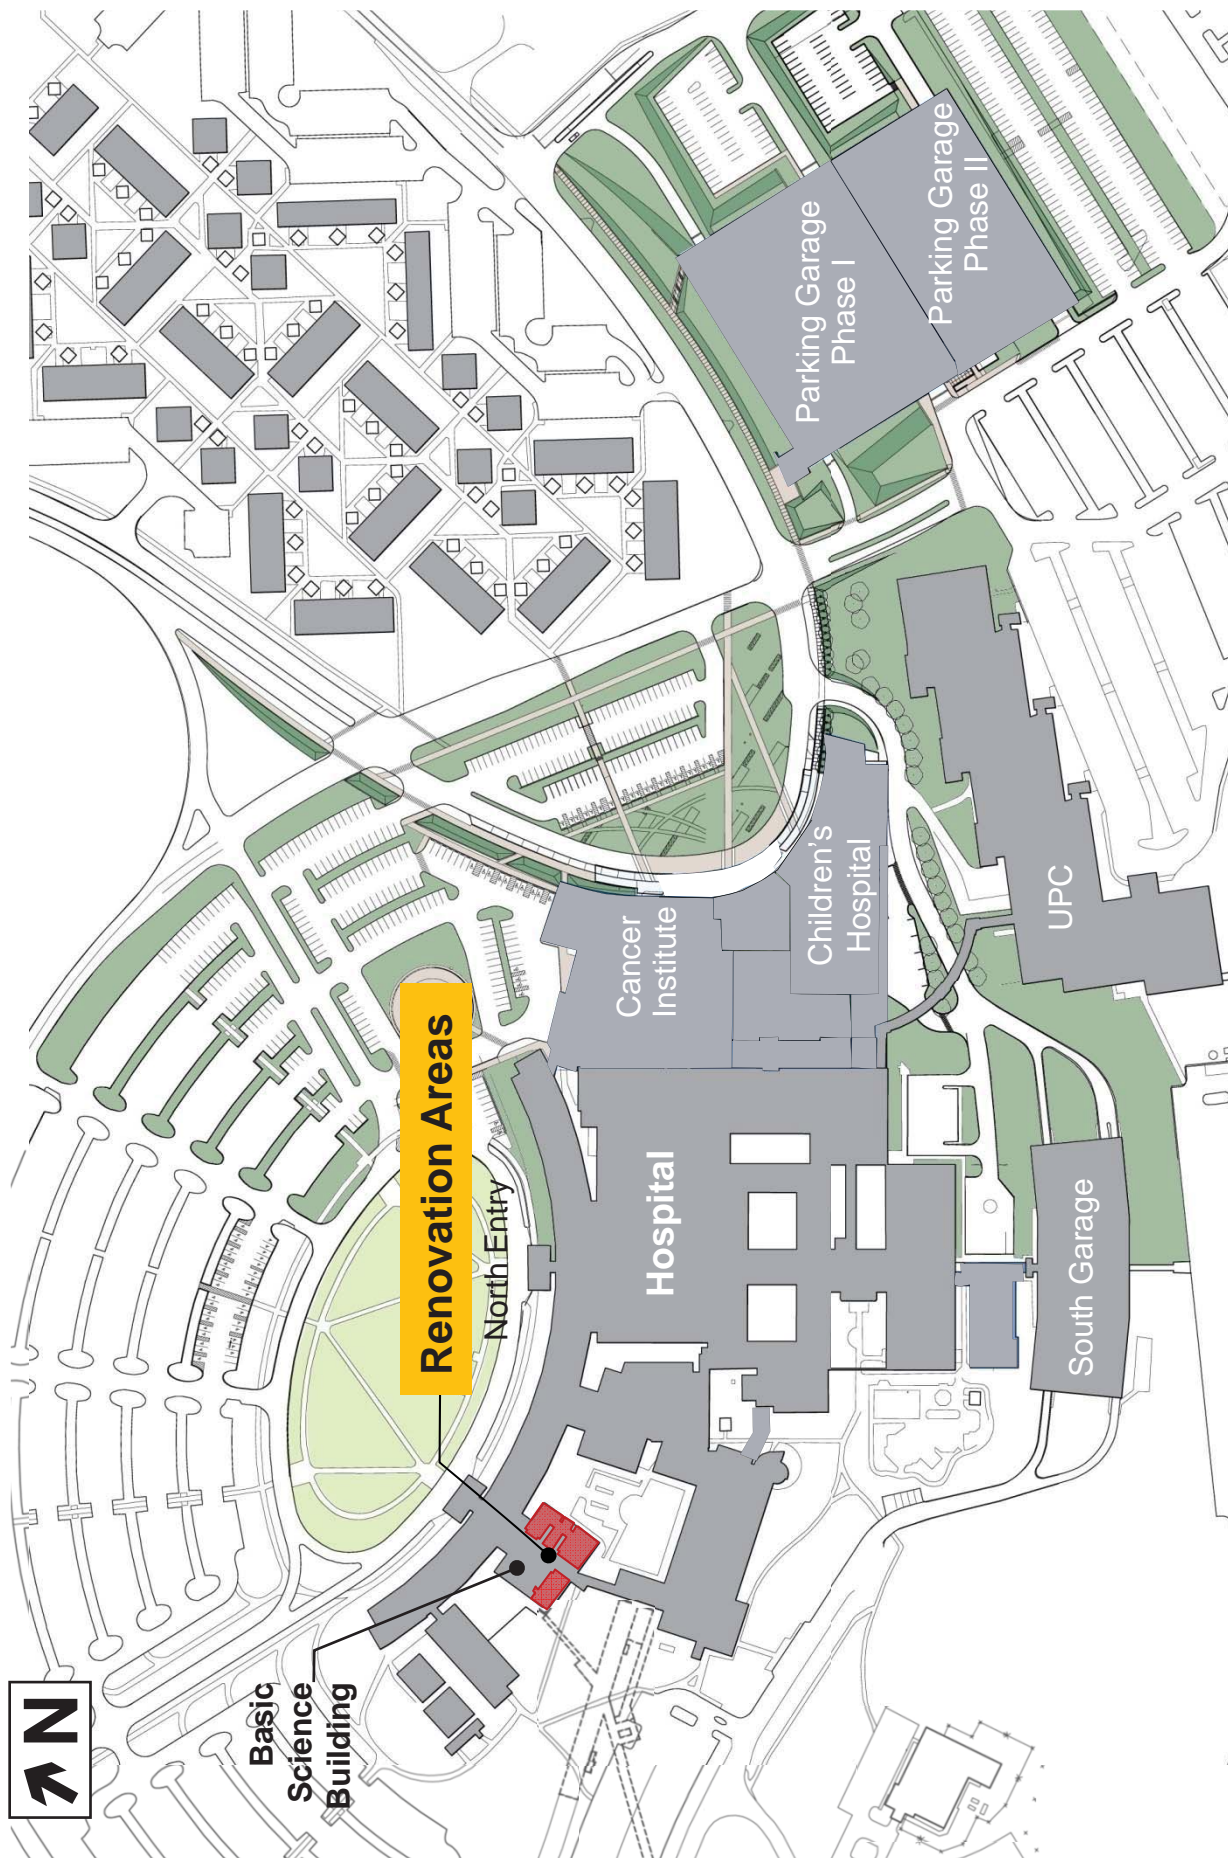 N
Basic
Science
Building
Renovation Areas
North Entry
Hospital
Cancer
Institute
Children's
Hospital
UPC
South Garage
Parking Garage
Phase I
Parking Garage
Phase II